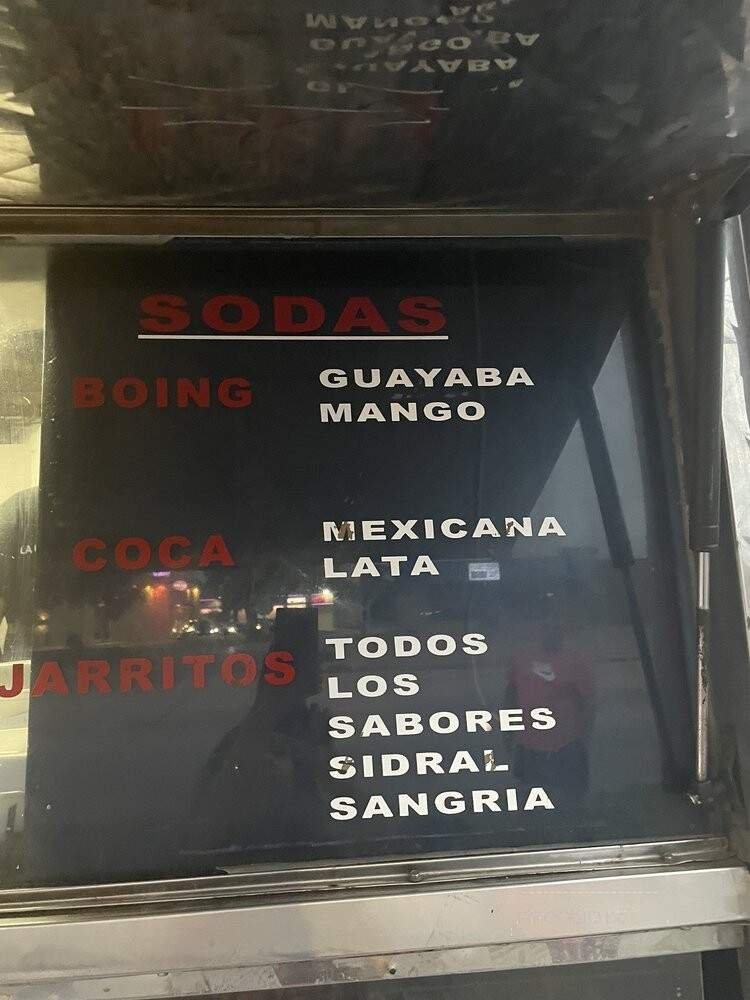 SODAS
BOING GUAYABA
MANGO
COCA MEXICANA
LATA
JARRITOS TODOS
LOS
SABORES
SIDRAL
SANGRIA